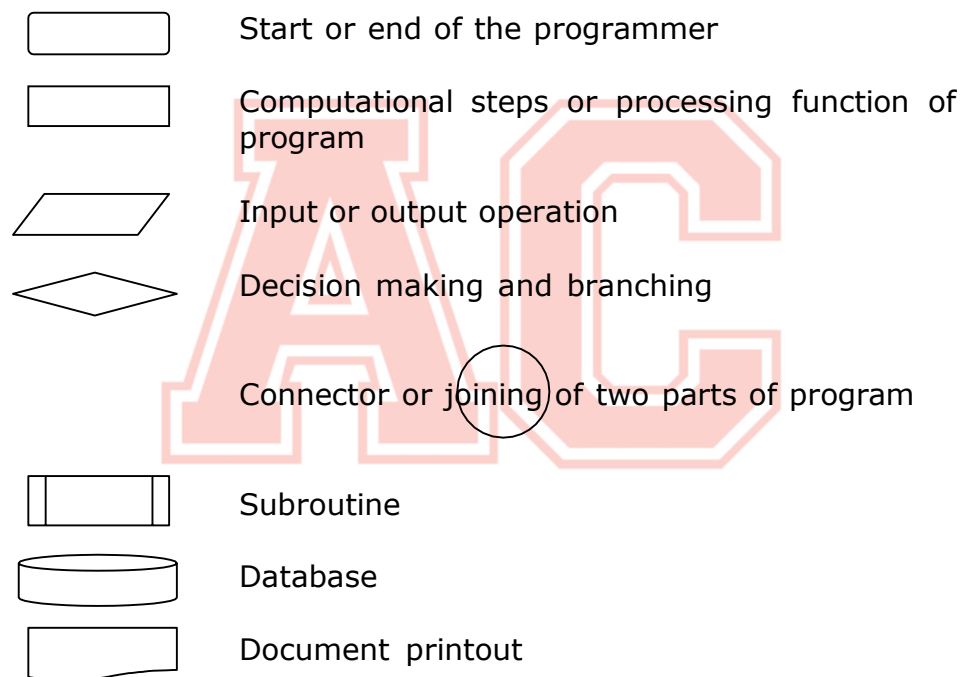 Start or end of the programmer
Computational steps or processing function of
program
Input or output operation
Decision making and branching
Connector or joining of two parts of program
Subroutine
Database
Document printout
AC